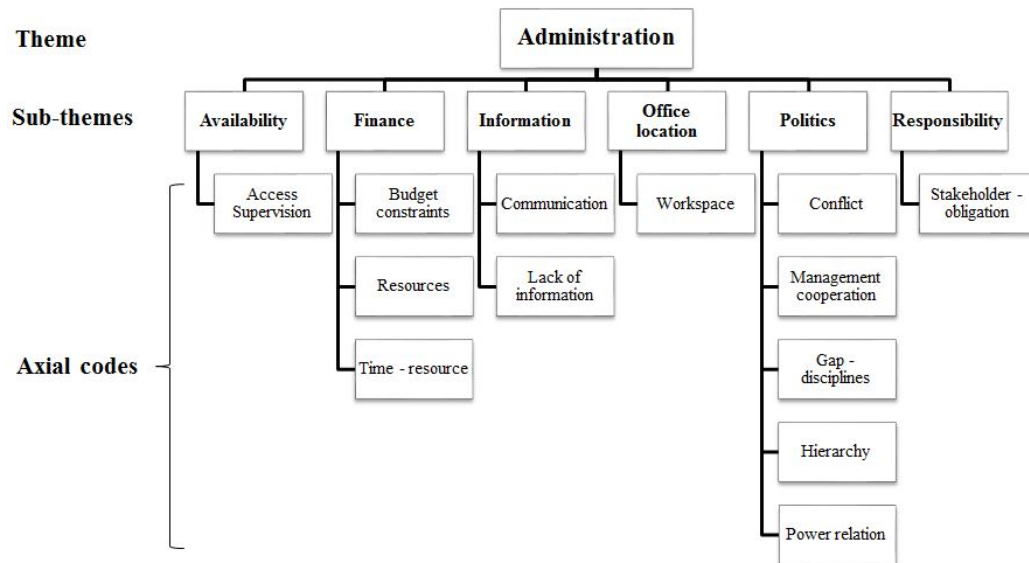 Theme
Administration
Sub-themes
Availability
Finance
Information
Office
location
Politics
Responsibility
Access
Supervision
Budget
constraints
Communication
Workspace
Conflict
Stakeholder -
obligation
Resources
Lack of
information
Management
cooperation
Axial codes
Time - resource
Gap -
disciplines
Hierarchy
Power relation